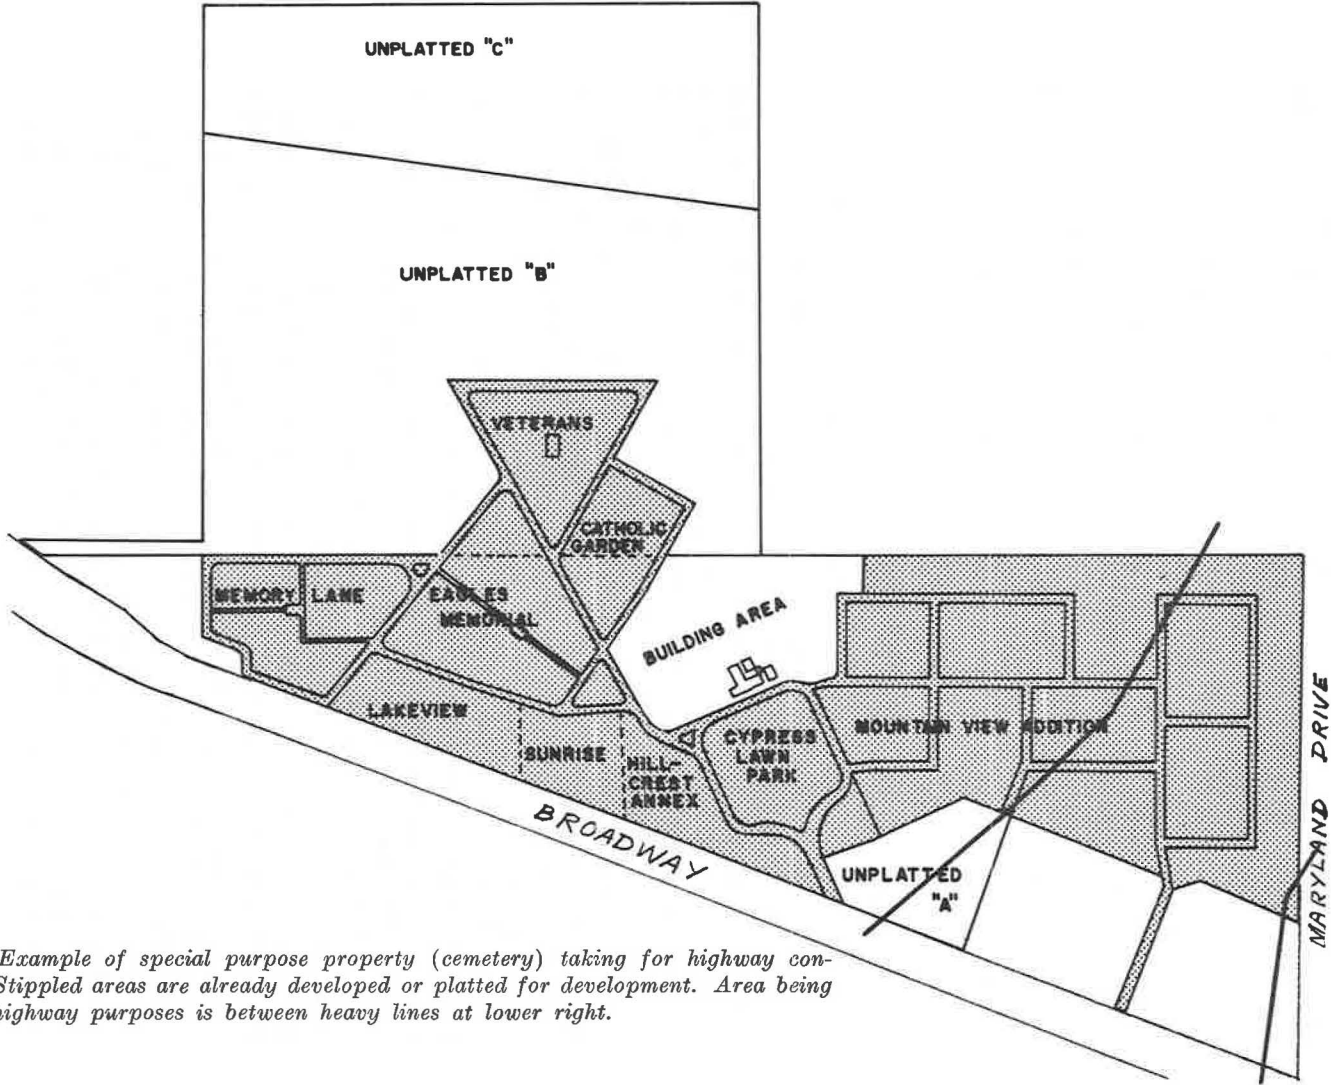 UNPLATTED "C"
UNPLATTED "B"
VETERANS
CATHOLIC
GARDEN
MEMORY LANE
EAGLES
MEMORIAL
BUILDING AREA
LAKEVIEW
SUNRISE
HILL-
CREST
ANNEX
CYPRESS
LAWN
PARK
MOUNTAIN VIEW ADDITION
MARYLAND DRIVE
BROADWAY
UNPLATTED
"A"
Example of special purpose property (cemetery) taking for highway con-
Stippled areas are already developed or platted for development. Area being
highway purposes is between heavy lines at lower right.